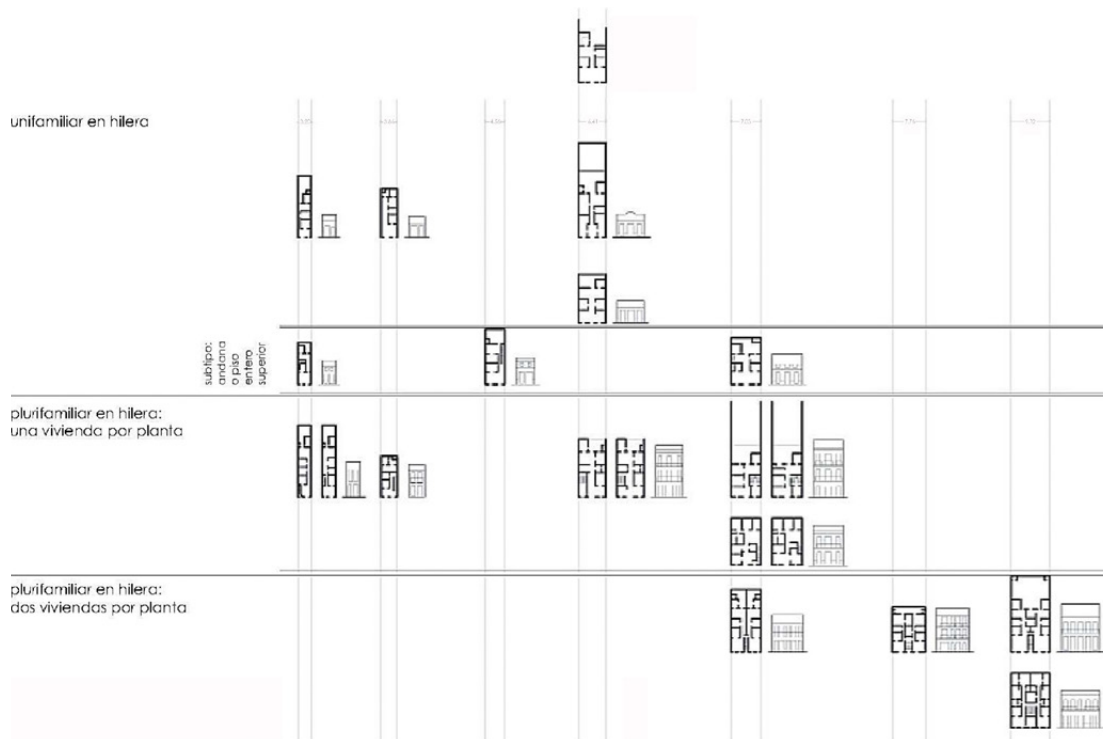 unifamiliar en hilera
subtipo:
andana
o piso
entero
superior
plurifamiliar en hilera:
una vivienda por planta
plurifamiliar en hilera:
dos viviendas por planta